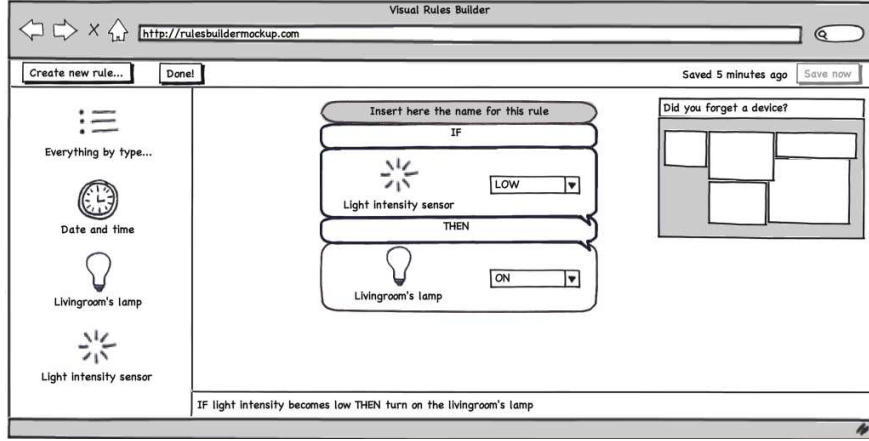 Visual Rules Builder
http://rulesbuildermockup.com
Create new rule...
Done!
Saved 5 minutes ago
Save now
Everything by type...
Date and time
Livingroom's lamp
Light intensity sensor
Insert here the name for this rule
IF
LOW
Light intensity sensor
THEN
ON
Livingroom's lamp
Did you forget a device?
IF light intensity becomes low THEN turn on the livingroom's lamp